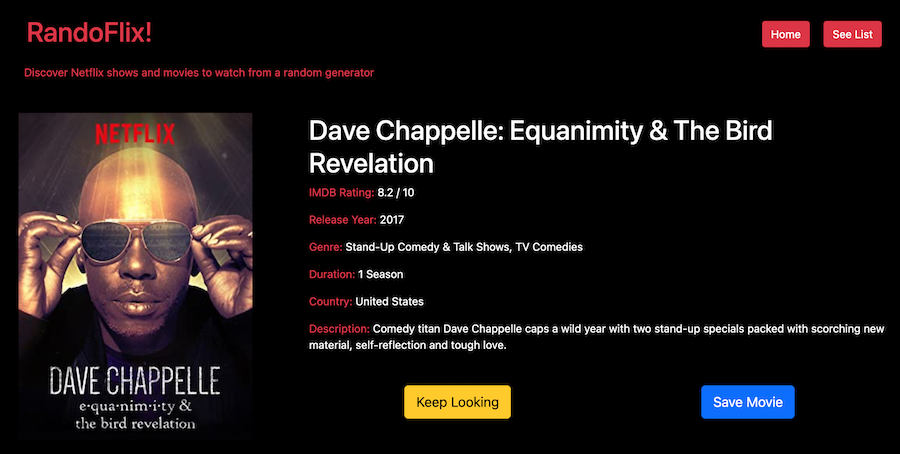 RandoFlix!
Home
See List
Discover Netflix shows and movies to watch from a random generator
NETFLIX
DAVE CHAPPELLE
e·qua·nim·i·ty &
the bird revelation
Dave Chappelle: Equanimity & The Bird
Revelation
IMDB Rating: 8.2 / 10
Release Year: 2017
Genre: Stand-Up Comedy & Talk Shows, TV Comedies
Duration: 1 Season
Country: United States
Description: Comedy titan Dave Chappelle caps a wild year with two stand-up specials packed with scorching new
material, self-reflection and tough love.
Keep Looking
Save Movie